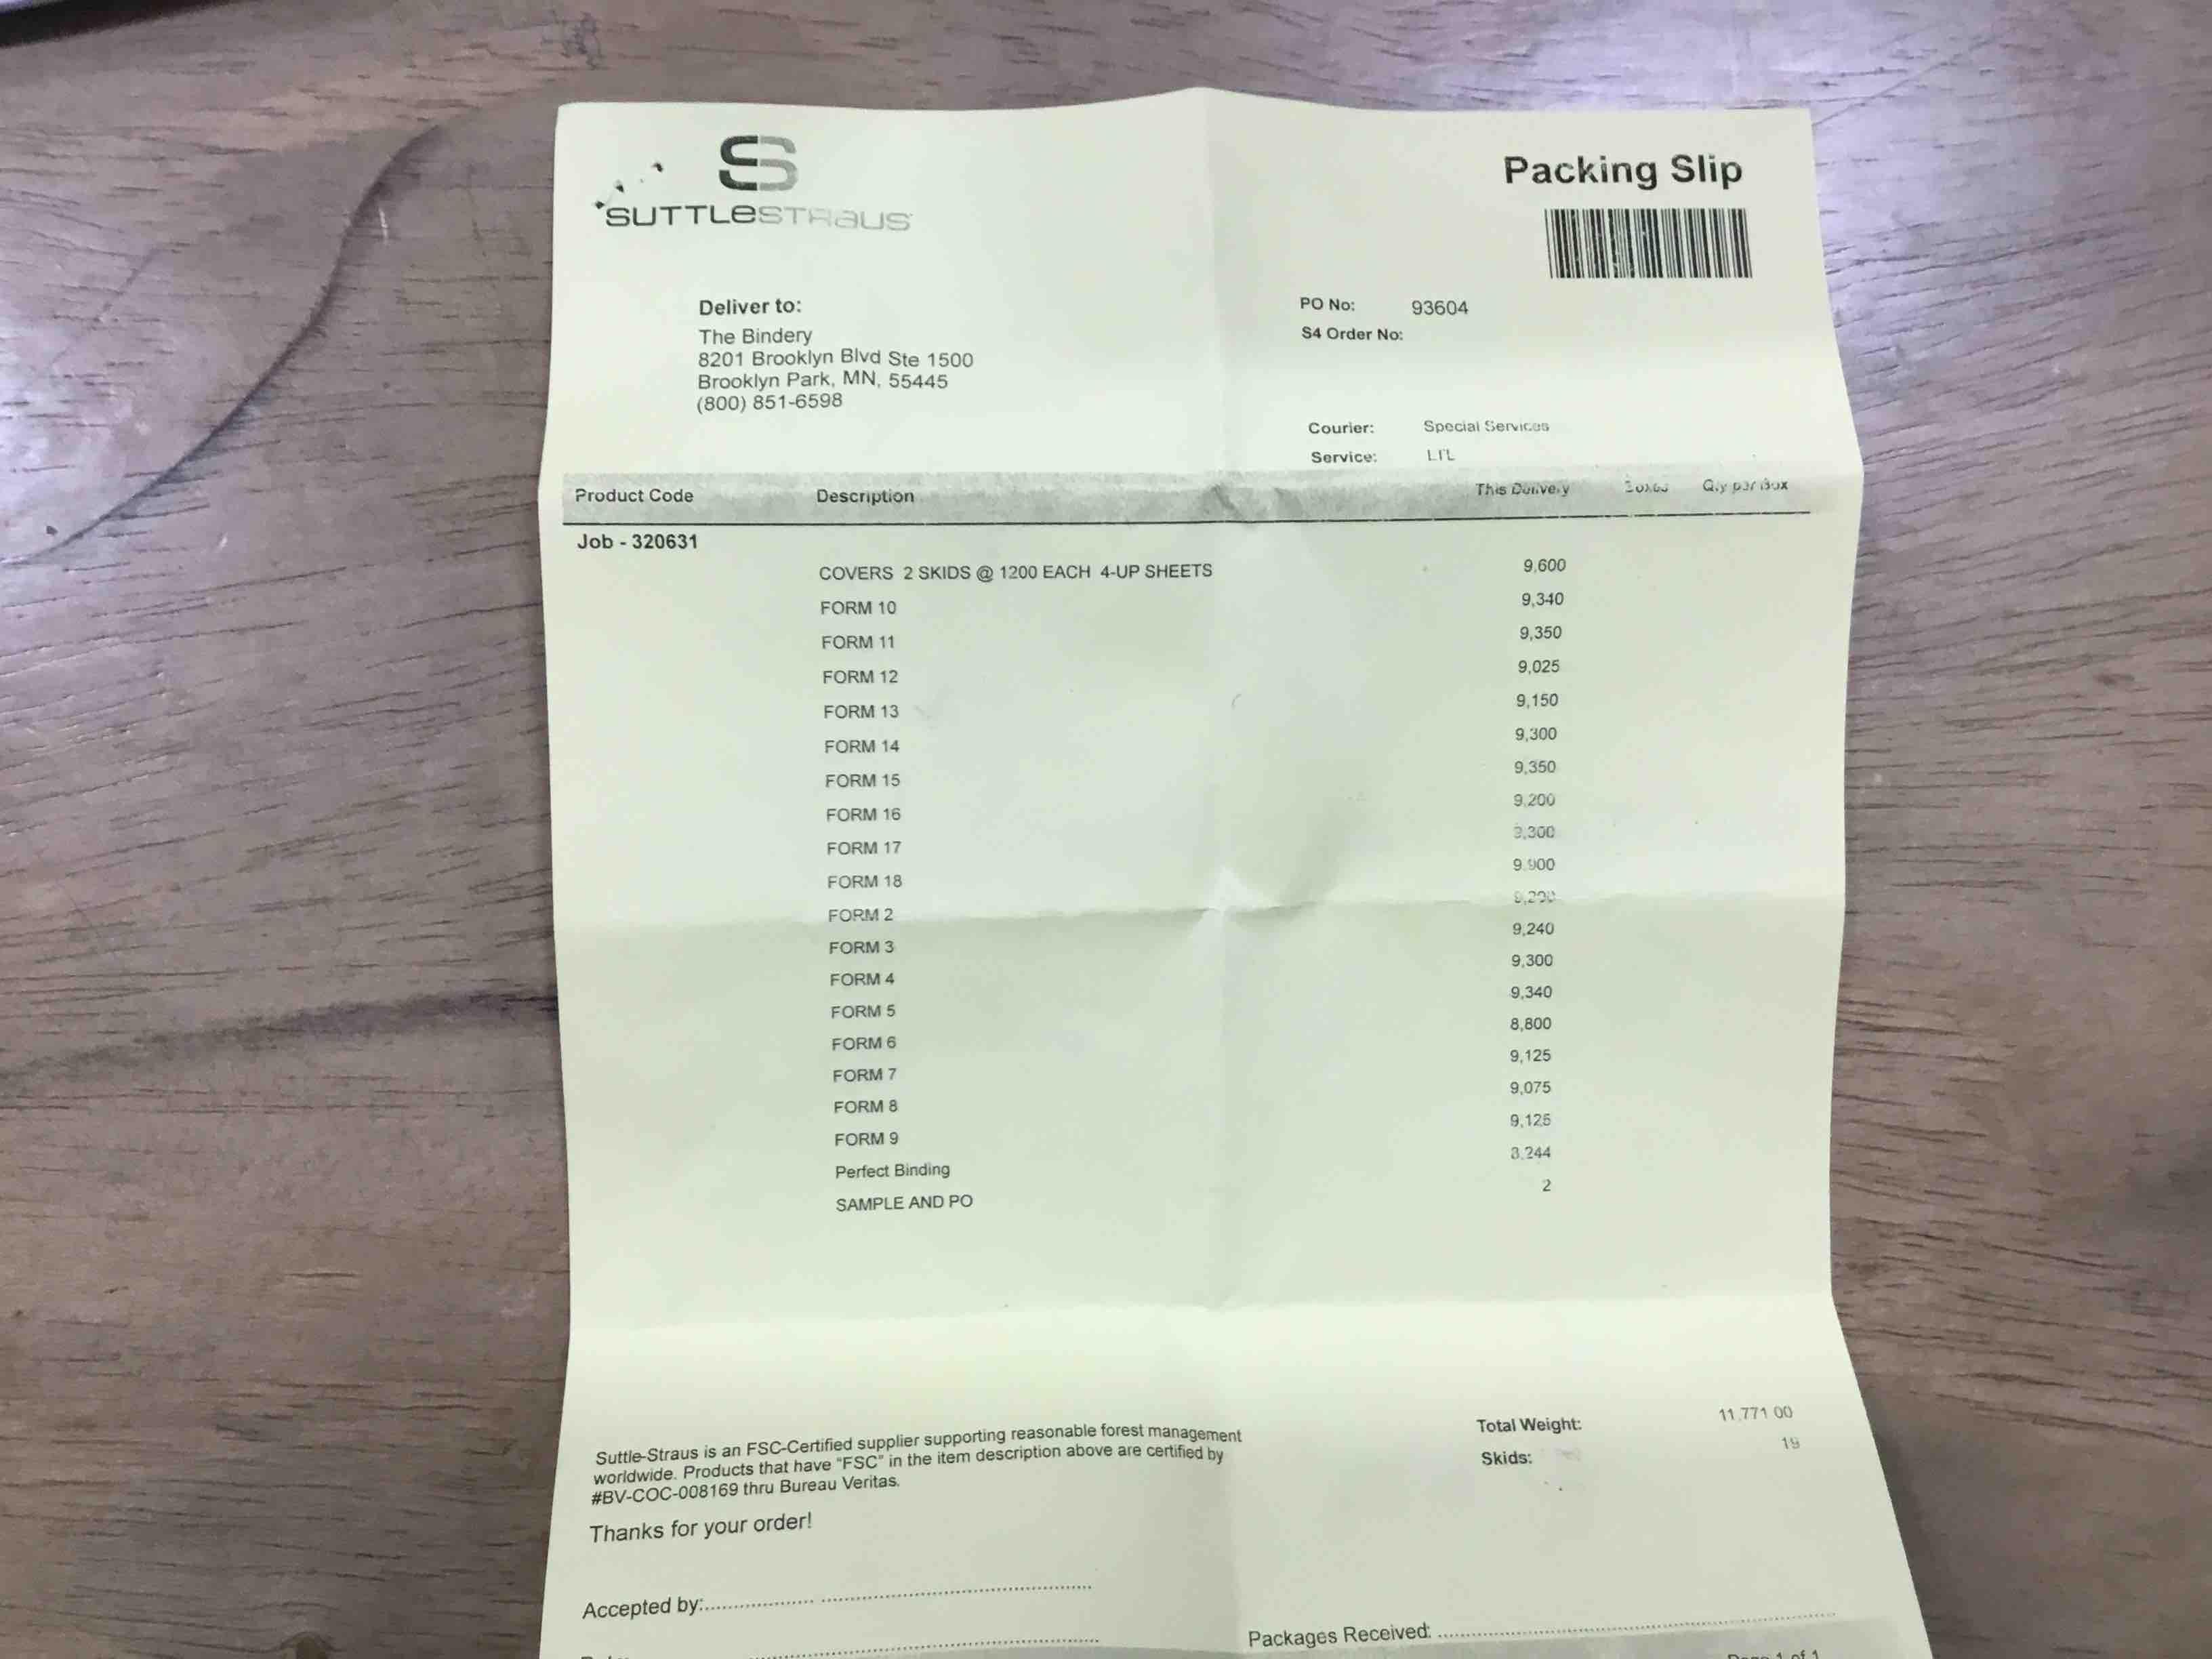 SUTTLESTRAUS
Packing Slip
Deliver to:
The Bindery
8201 Brooklyn Blvd Ste 1500
Brooklyn Park, MN, 55445
(800) 851-6598
PO No: 93604
S4 Order No:
Courier: Special Services
Service:
Product Code Description This Delivery Qty per Box
Job - 320631
COVERS 2 SKIDS @ 1200 EACH 4-UP SHEETS 9,600
FORM 10 9,340
FORM 11 9,350
FORM 12 9,025
FORM 13 9,150
FORM 14 9,300
FORM 15 9,350
FORM 16 9,200
FORM 17
FORM 18
FORM 2
FORM 3 9,240
FORM 4 9,300
FORM 5 9,340
FORM 6 8,800
FORM 7 9,125
FORM 8 9,075
FORM 9 9,125
Perfect Binding
SAMPLE AND PO 2
Suttle-Straus is an FSC-Certified supplier supporting reasonable forest management
worldwide. Products that have "FSC" in the item description above are certified by
#BV-COC-008169 thru Bureau Veritas.
Thanks for your order!
Total Weight: 11,771.00
Skids: 19
Accepted by:
Packages Received: